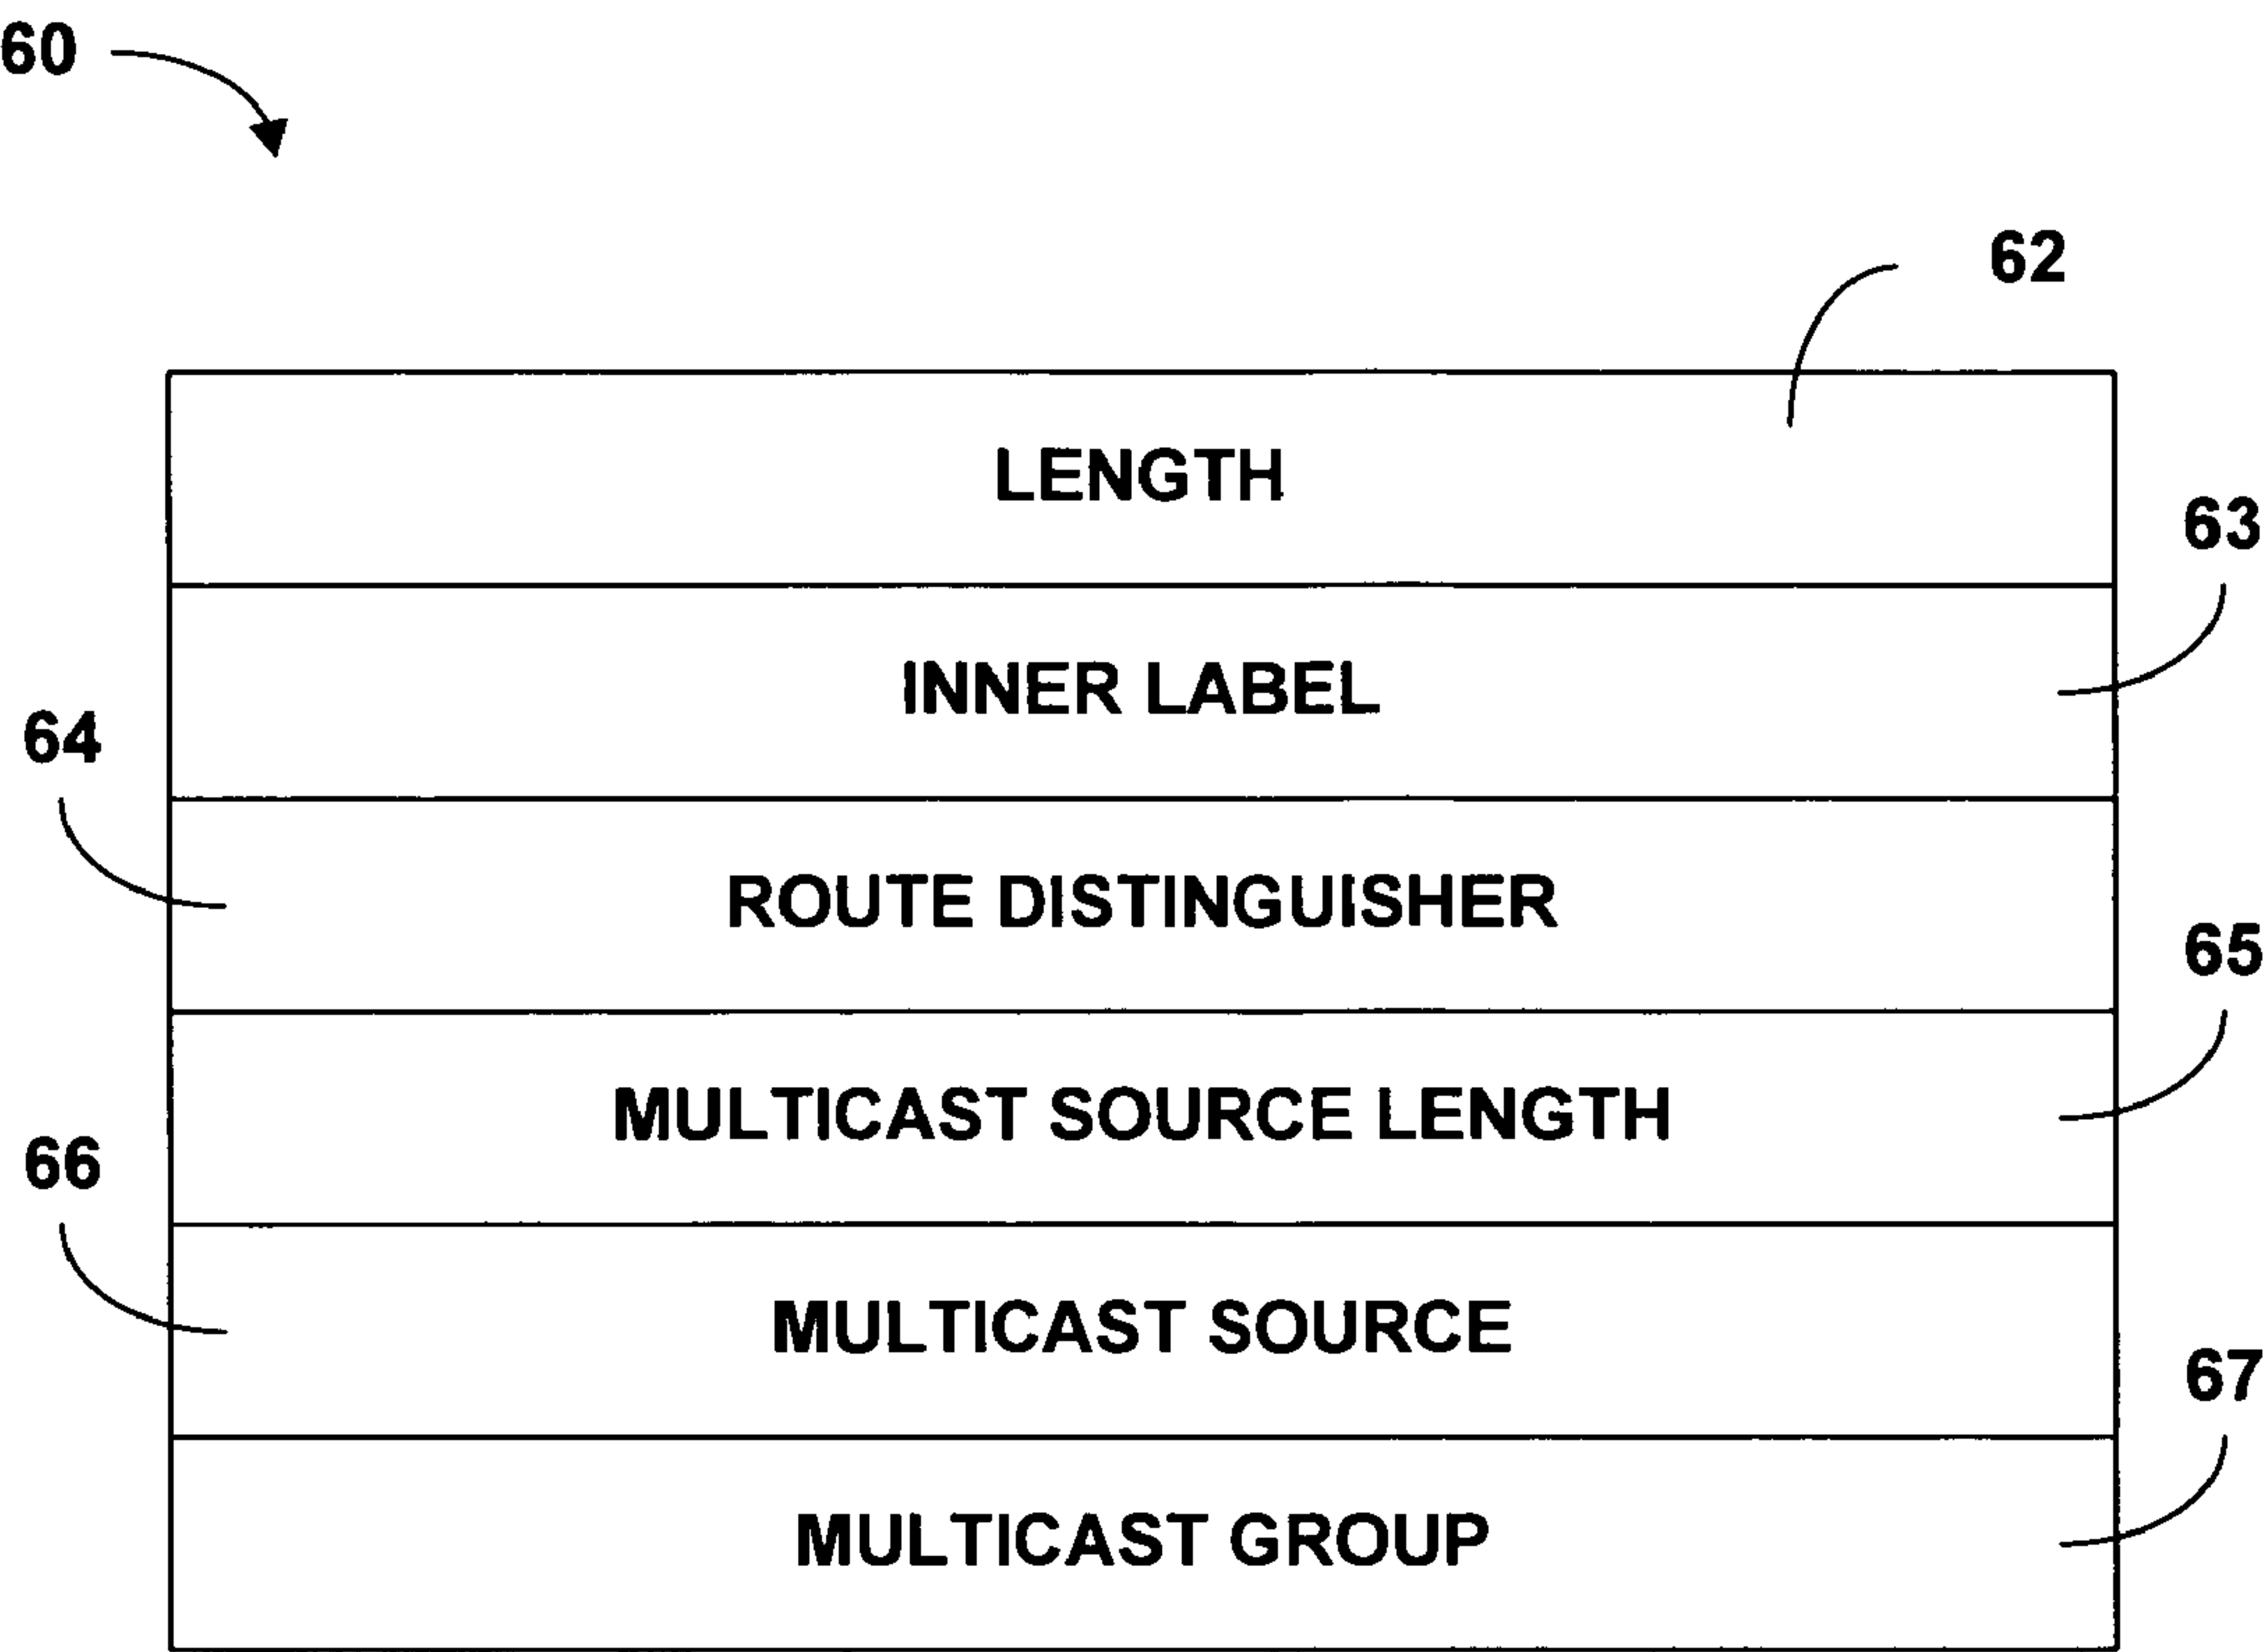 60
62
LENGTH
63
INNER LABEL
64
ROUTE DISTINGUISHER
65
MULTICAST SOURCE LENGTH
66
MULTICAST SOURCE
67
MULTICAST GROUP